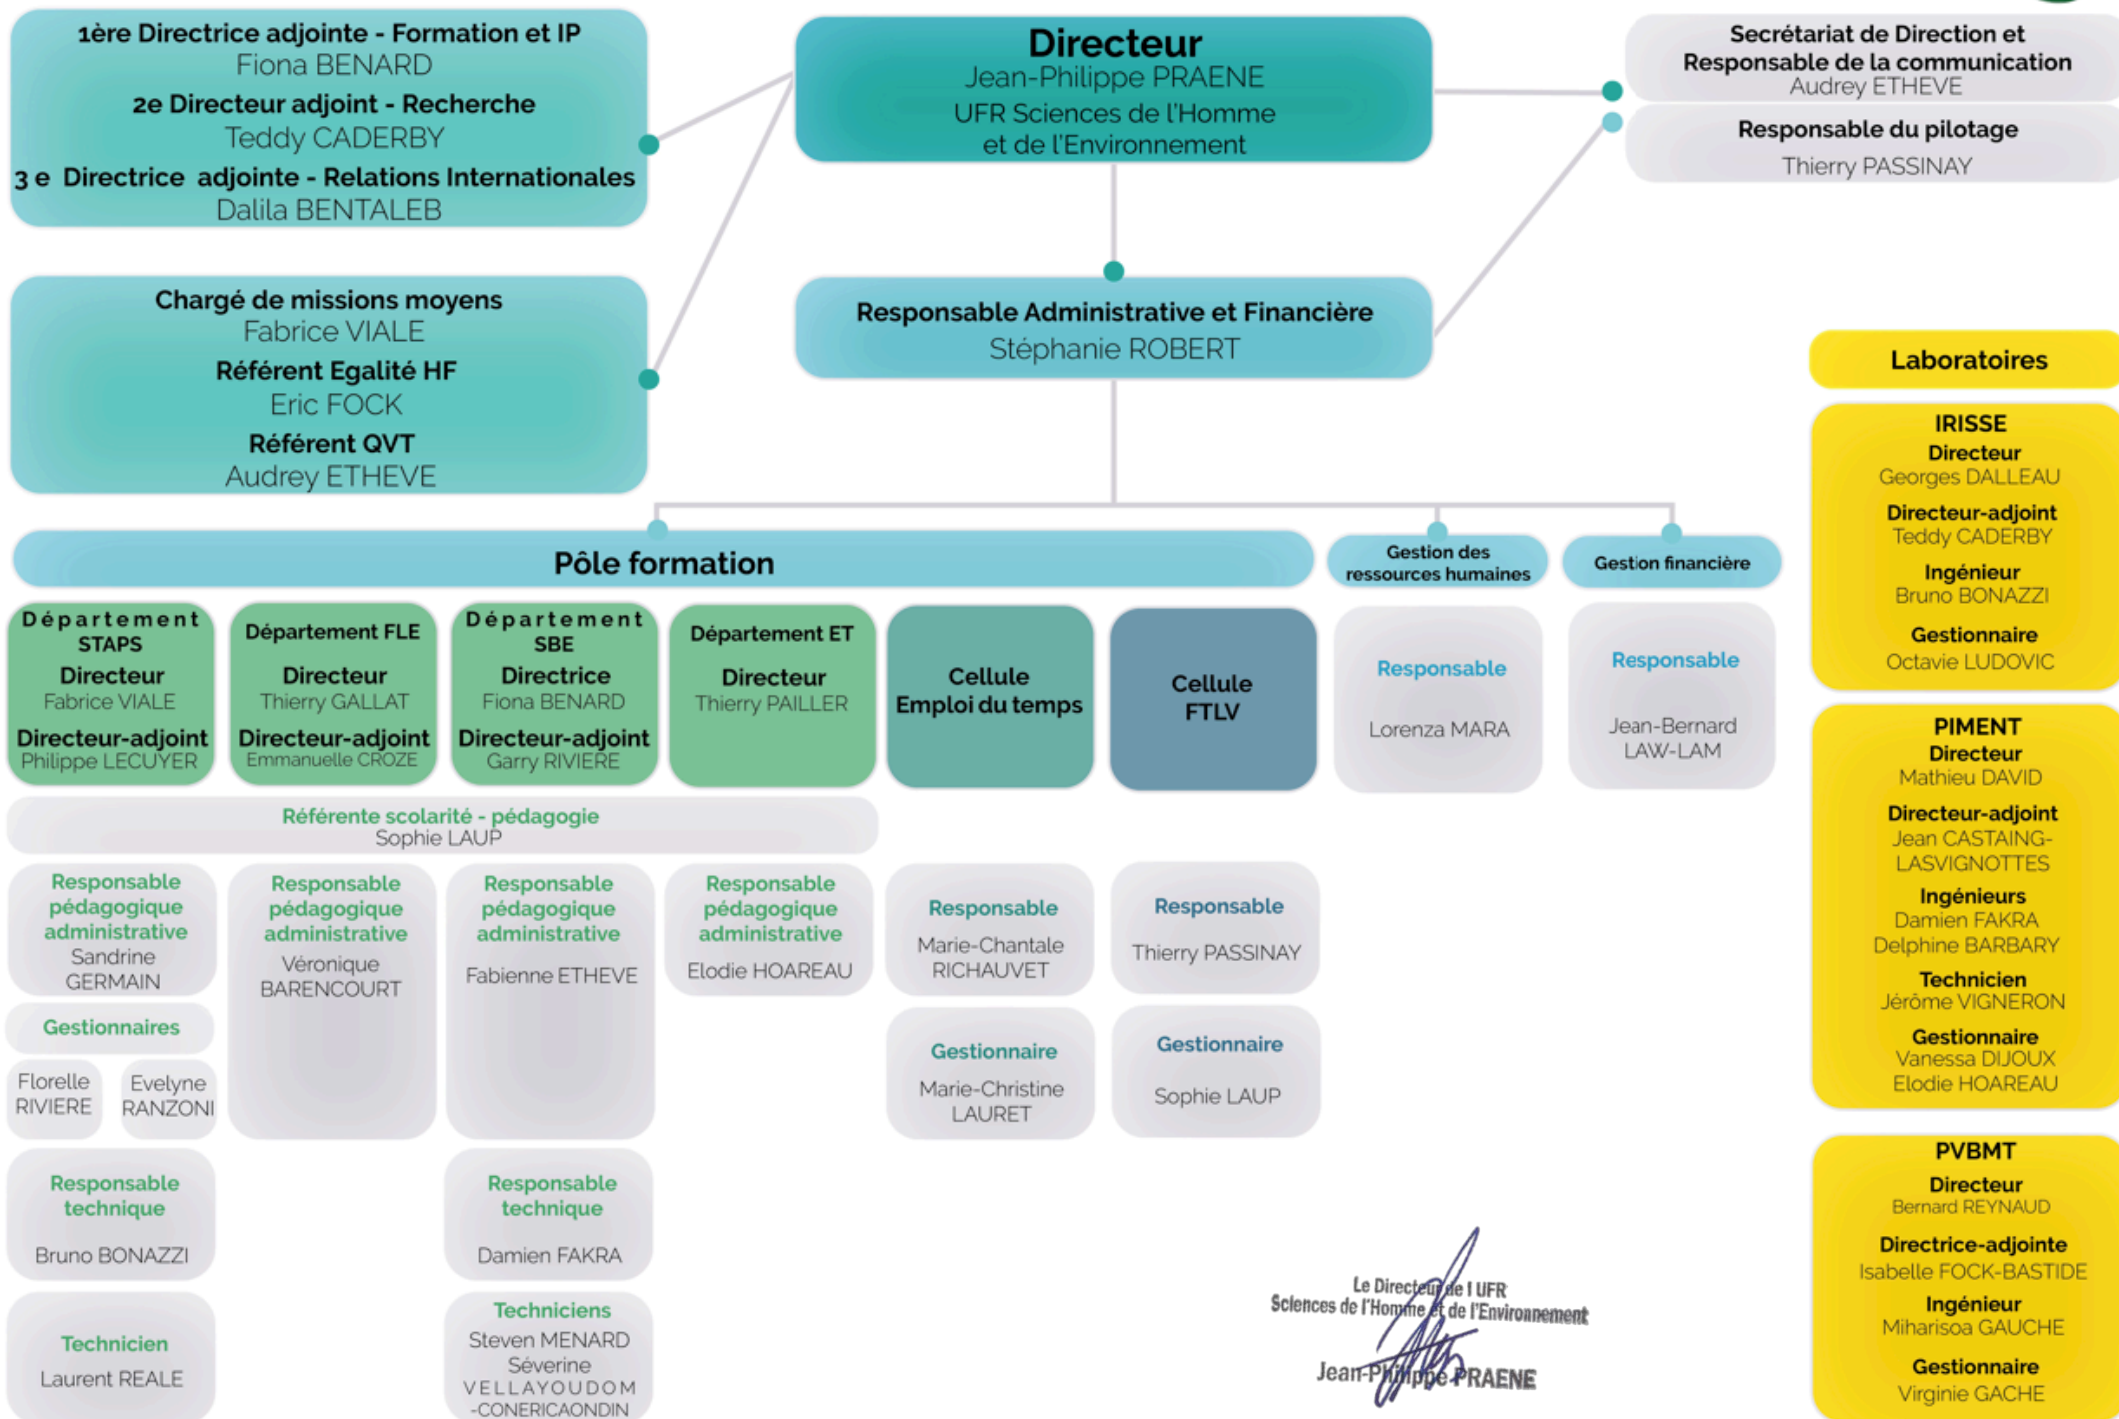 1ère Directrice adjointe - Formation et IP
Fiona BENARD
2e Directeur adjoint - Recherche
Teddy CADERBY
3 e Directrice adjointe - Relations Internationales
Dalila BENTALEB
Directeur
Jean-Philippe PRAENE
UFR Sciences de l'Homme
et de l'Environnement
Secrétariat de Direction et
Responsable de la communication
Audrey ETHEVE
Responsable du pilotage
Thierry PASSINAY
Chargé de missions moyens
Fabrice VIALE
Référent Egalité HF
Eric FOCK
Référent QVT
Audrey ETHEVE
Responsable Administrative et Financière
Stéphanie ROBERT
Pôle formation
Gestion des
ressources humaines
Gestion financière
Département
STAPS
Directeur
Fabrice VIALE
Directeur-adjoint
Philippe LECUYER
Département FLE
Directeur
Thierry GALLAT
Directeur-adjoint
Emmanuelle CROZE
Département
SBE
Directrice
Fiona BENARD
Directeur-adjoint
Garry RIVIERE
Département ET
Directeur
Thierry PAILLER
Cellule
Emploi du temps
Cellule
FTLV
Responsable
Lorenza MARA
Responsable
Jean-Bernard
LAW-LAM
Référente scolarité - pédagogie
Sophie LAUP
Responsable
pédagogique
administrative
Sandrine
GERMAIN
Gestionnaires
Florelle
RIVIERE
Evelyne
RANZONI
Responsable
technique
Bruno BONAZZI
Technicien
Laurent REALE
Responsable
pédagogique
administrative
Véronique
BARENCOURT
Responsable
pédagogique
administrative
Fabienne ETHEVE
Responsable
technique
Damien FAKRA
Techniciens
Steven MENARD
Séverine
VELLAYOUDOM
-CONERICAONDIN
Responsable
pédagogique
administrative
Elodie HOAREAU
Responsable
Marie-Chantale
RICHAUVET
Gestionnaire
Marie-Christine
LAURET
Responsable
Thierry PASSINAY
Gestionnaire
Sophie LAUP
Laboratoires
IRISSE
Directeur
Georges DALLEAU
Directeur-adjoint
Teddy CADERBY
Ingénieur
Bruno BONAZZI
Gestionnaire
Octavie LUDOVIC
PIMENT
Directeur
Mathieu DAVID
Directeur-adjoint
Jean CASTAING-
LASVIGNOTTES
Ingénieurs
Damien FAKRA
Delphine BARBARY
Technicien
Jérôme VIGNERON
Gestionnaire
Vanessa DIJOUX
Elodie HOAREAU
PVBMT
Directeur
Bernard REYNAUD
Directrice-adjointe
Isabelle FOCK-BASTIDE
Ingénieur
Miharisoa GAUCHE
Gestionnaire
Virginie GACHE
Le Directeur de l UFR
Sciences de l'Homme et de l'Environnement
Jean-Philippe PRAENE